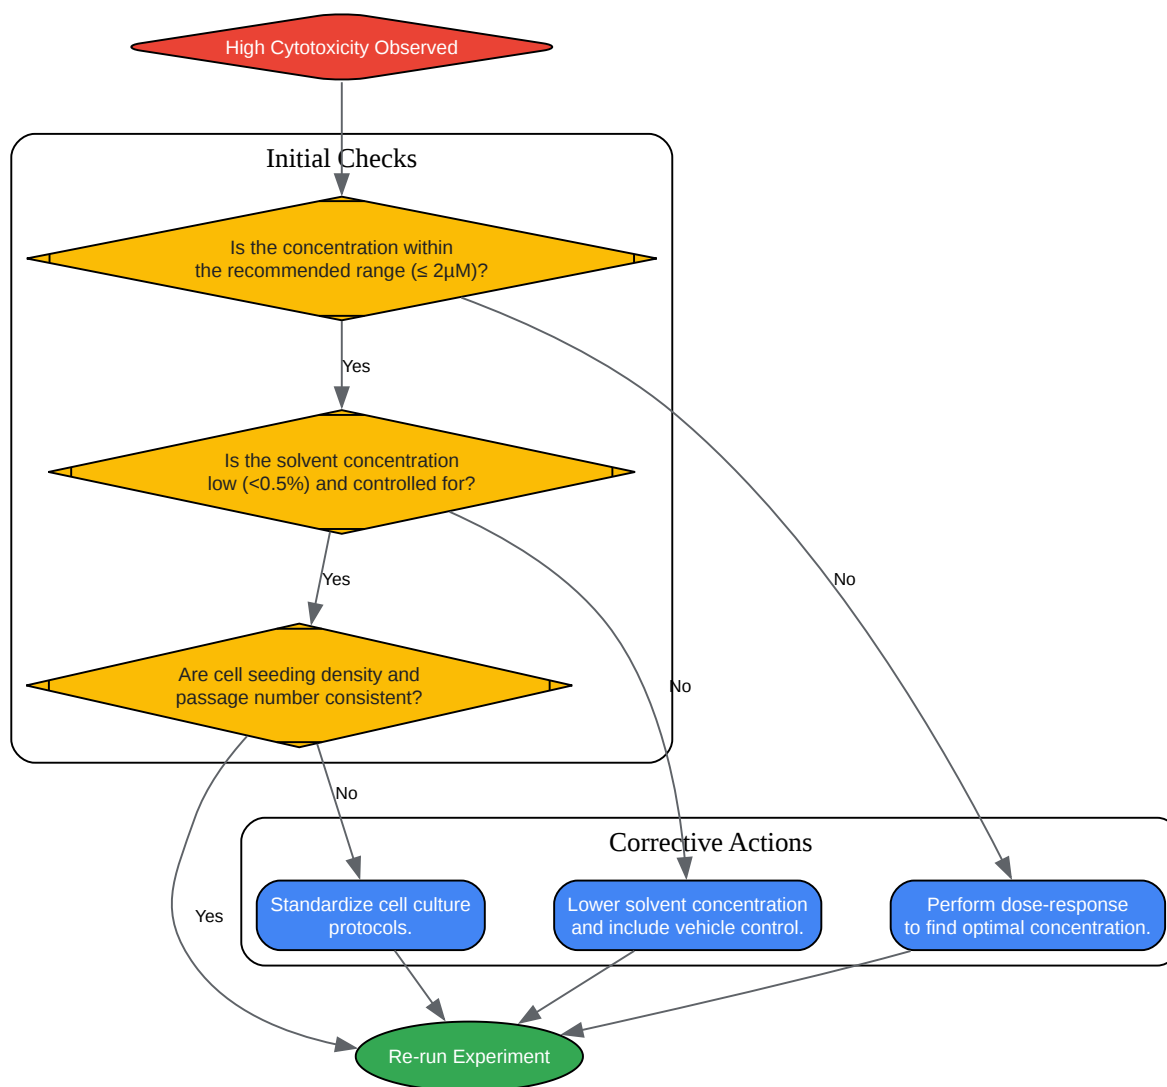 High Cytotoxicity Observed
Initial Checks
Is the concentration within
the recommended range (≤ 2µM)?
Yes
Is the solvent concentration
low (<0.5%) and controlled for?
No
Yes
Are cell seeding density and
passage number consistent?
No
No
Corrective Actions
Standardize cell culture
protocols.
Lower solvent concentration
and include vehicle control.
Perform dose-response
to find optimal concentration.
Yes
Re-run Experiment